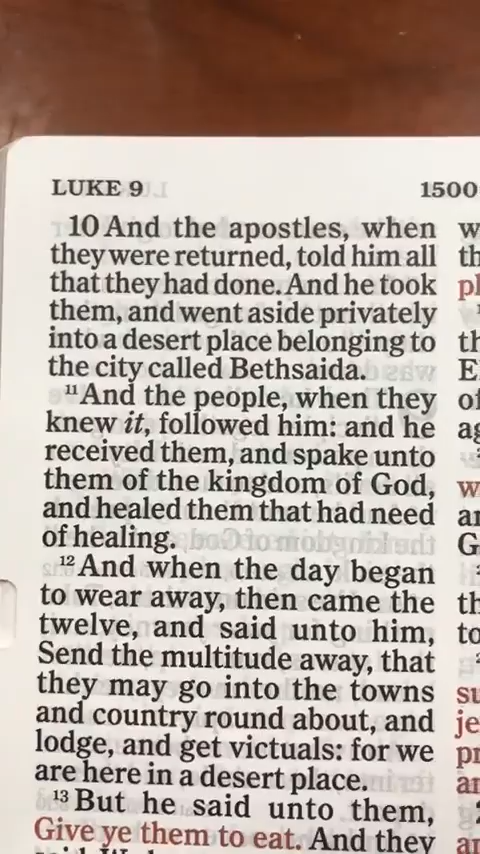 LUKE 9
1500
10 And the apostles, when
they were returned, told him all
that they had done. And he took
them, and went aside privately
into a desert place belonging to
the city called Bethsaida.
11 And the people, when they
knew it, followed him: and he
received them, and spake unto
them of the kingdom of God,
and healed them that had need
of healing.
12 And when the day began
to wear away, then came the
twelve, and said unto him,
Send the multitude away, that
they may go into the towns
and country round about, and
lodge, and get victuals: for we
are here in a desert place.
13 But he said unto them,
Give ye them to eat. And they